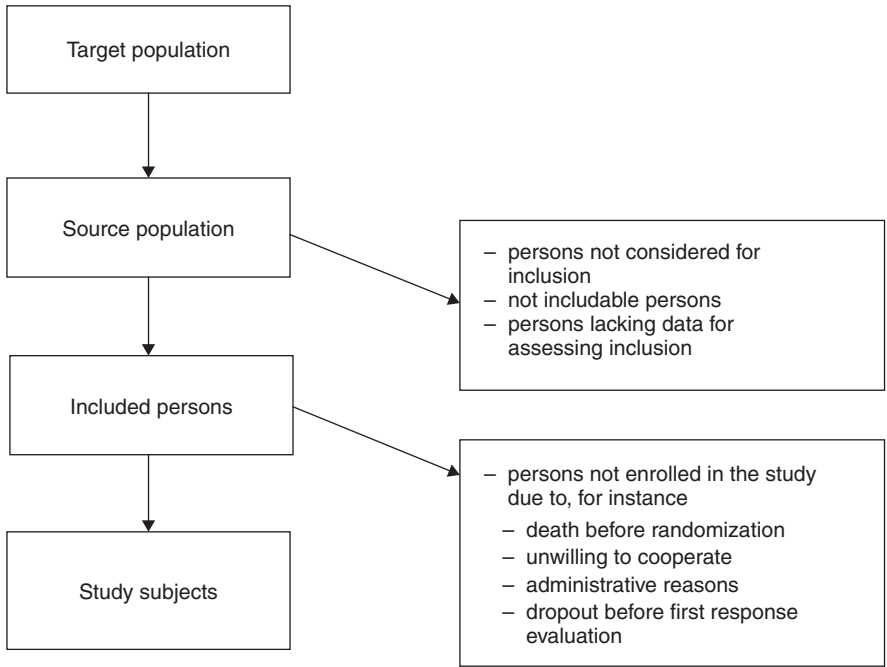 Target population
Source population
– persons not considered for
inclusion
– not includable persons
– persons lacking data for
assessing inclusion
Included persons
– persons not enrolled in the study
due to, for instance
– death before randomization
– unwilling to cooperate
– administrative reasons
– dropout before first response
evaluation
Study subjects